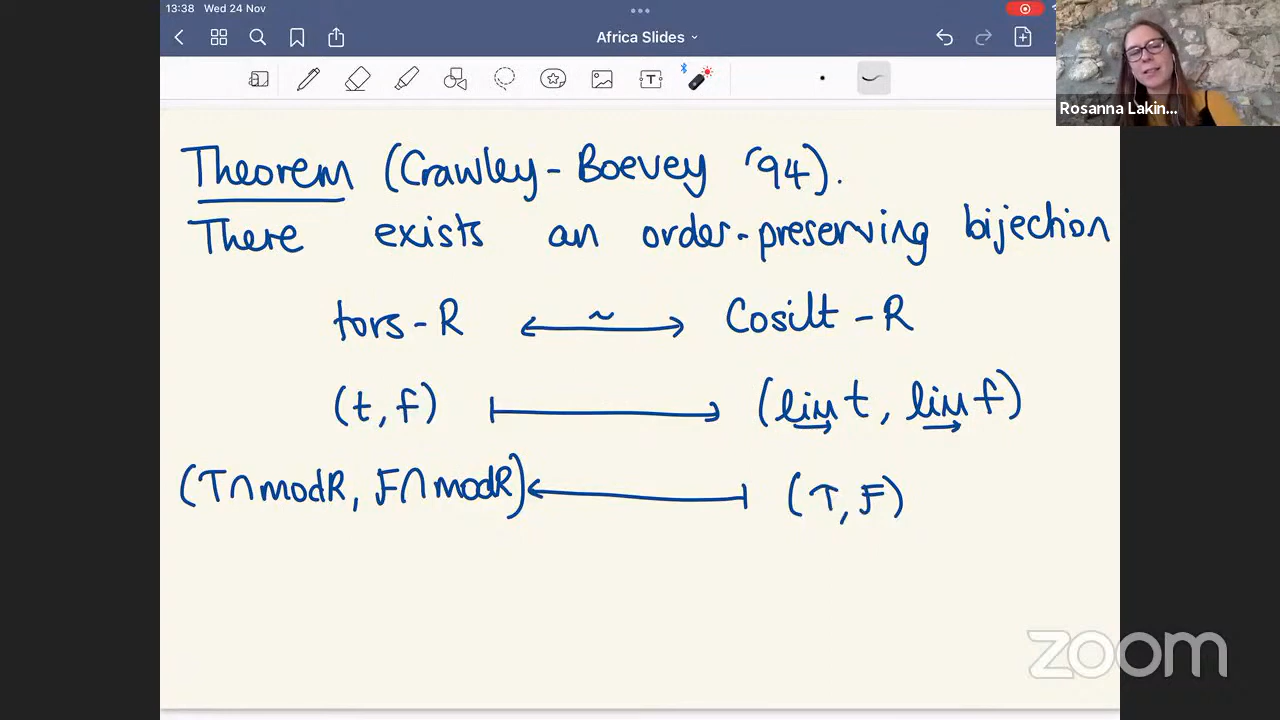 13:38 Wed 24 Nov
Africa Slides
Rosanna Lakin...
Theorem (Crawley-Boevey '94).
There exists an order-preserving bijection
tors-R ⟷~ Cosilt-R
(t, f) ⟼ (lim→ t, lim→ f)
(T∩modR, F∩modR) ⟻ (T, F)
zoom